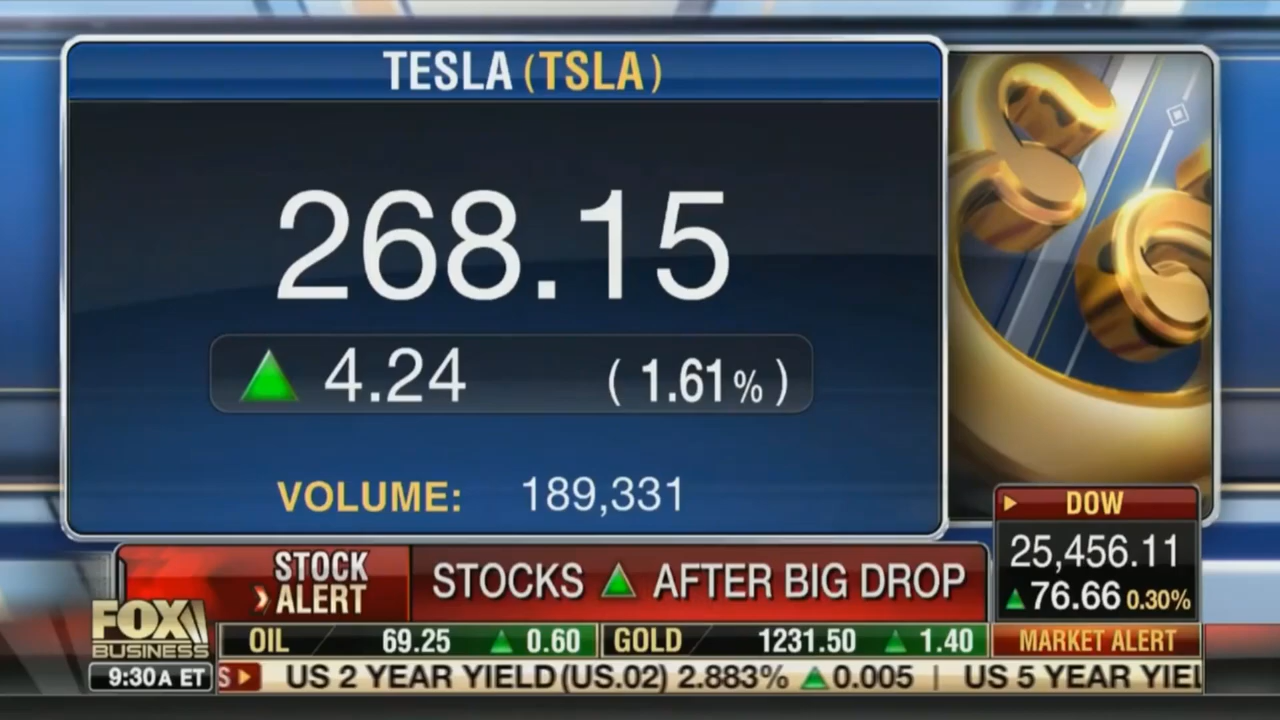 TESLA (TSLA)
268.15
▲ 4.24 ( 1.61% )
VOLUME: 189,331
DOW
25,456.11
▲ 76.66 0.30%
MARKET ALERT
STOCK ALERT
STOCKS ▲ AFTER BIG DROP
FOX
BUSINESS
9:30A ET
OIL 69.25 ▲ 0.60 GOLD 1231.50 ▲ 1.40
S US 2 YEAR YIELD(US.02) 2.883% ▲0.005 | US 5 YEAR YIEL